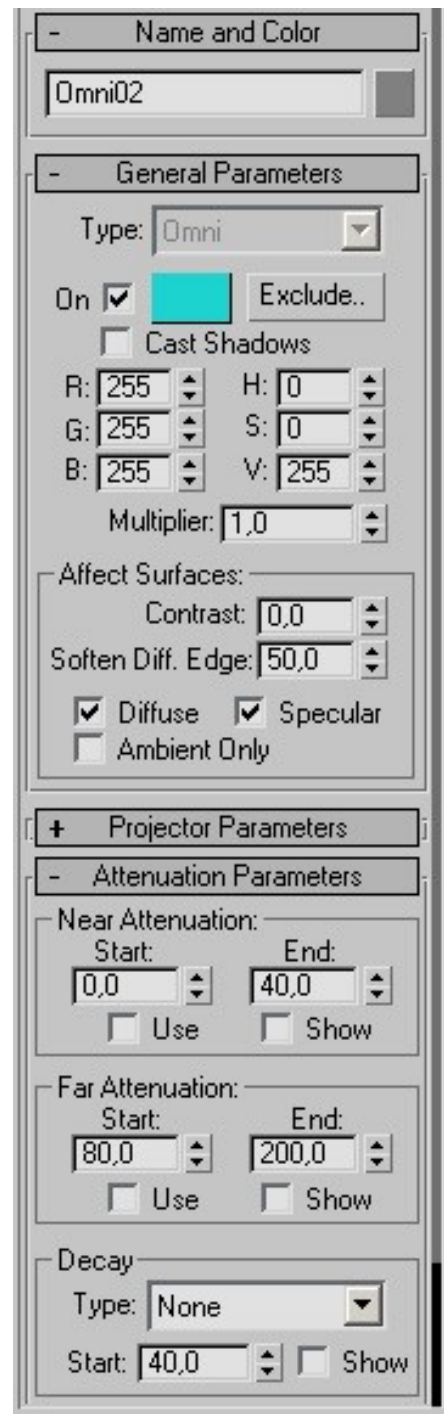 - Name and Color
Omni02
- General Parameters
Type: Omni
On Exclude..
Cast Shadows
R: 255 H: 0
G: 255 S: 0
B: 255 V: 255
Multiplier: 1,0
Affect Surfaces:
Contrast: 0,0
Soften Diff. Edge: 50,0
Diffuse Specular
Ambient Only
+ Projector Parameters
- Attenuation Parameters
Near Attenuation:
Start: End:
0,0 40,0
Use Show
Far Attenuation:
Start: End:
80,0 200,0
Use Show
Decay
Type: None
Start: 40,0 Show